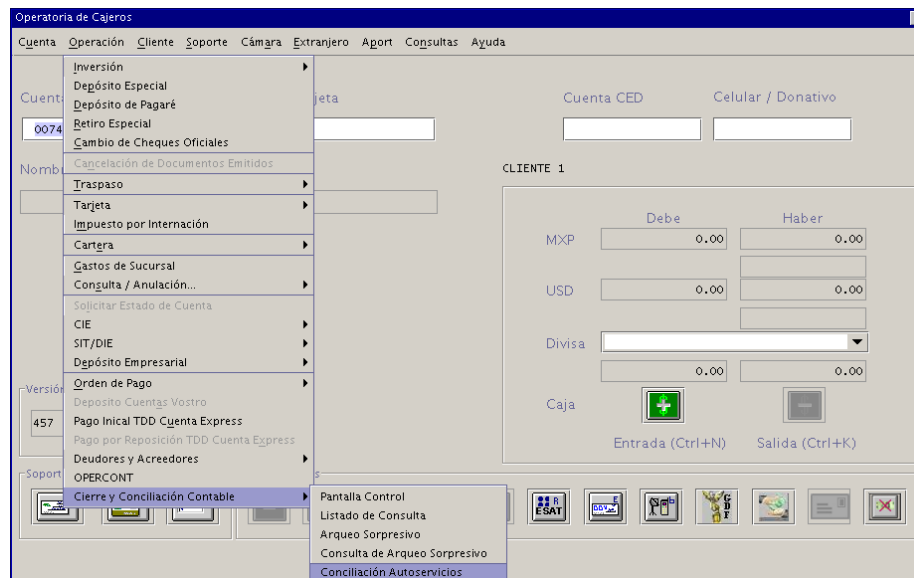 Operatoria de Cajeros
Cuenta Operación Cliente Soporte Cámara Extranjero Aport Consultas Ayuda
Inversión
Depósito Especial
Depósito de Pagaré
Retiro Especial
Cambio de Cheques Oficiales
Cancelación de Documentos Emitidos
Traspaso
Tarjeta
Impuesto por Internación
Cartera
Gastos de Sucursal
Consulta / Anulación...
Solicitar Estado de Cuenta
CIE
SIT/DIE
Depósito Empresarial
Orden de Pago
Deposito Cuentas Vostro
Pago Inical TDD Cuenta Express
Pago por Reposición TDD Cuenta Express
Deudores y Acreedores
OPERCONT
Cierre y Conciliación Contable
Pantalla Control
Listado de Consulta
Arqueo Sorpresivo
Consulta de Arqueo Sorpresivo
Conciliación Autoservicios
Cuent
jeta
Cuenta CED
Celular / Donativo
0074
Nomb
CLIENTE 1
Debe Haber
MXP 0.00 0.00
USD 0.00 0.00
Divisa
0.00 0.00
Caja
Entrada (Ctrl+N) Salida (Ctrl+K)
Versión
457
Soport
s
R
ESAT
GDF